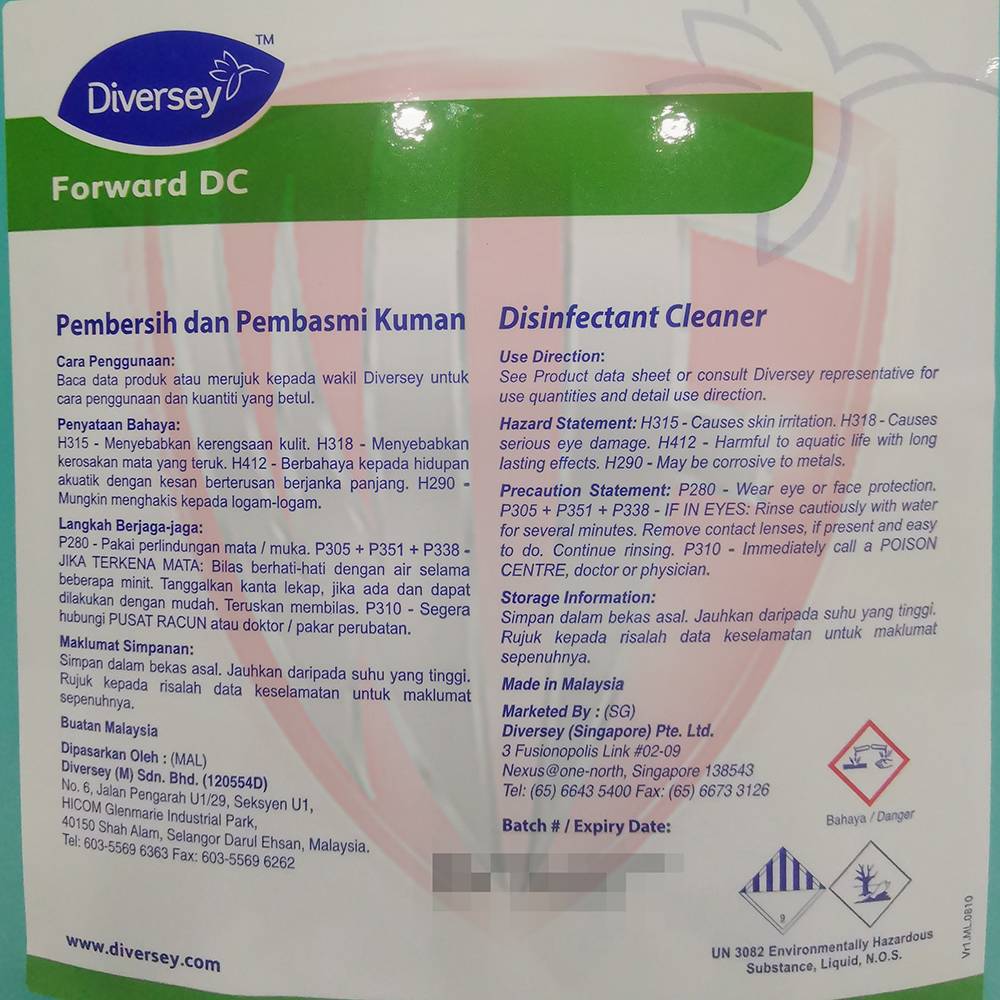 Diversey
TM
Forward DC
Pembersih dan Pembasmi Kuman
Cara Penggunaan:
Baca data produk atau merujuk kepada wakil Diversey untuk
cara penggunaan dan kuantiti yang betul.
Penyataan Bahaya:
H315 - Menyebabkan kerengsaan kulit. H318 - Menyebabkan
kerosakan mata yang teruk. H412 - Berbahaya kepada hidupan
akuatik dengan kesan berterusan berjanka panjang. H290 -
Mungkin menghakis kepada logam-logam.
Langkah Berjaga-jaga:
P280 - Pakai perlindungan mata / muka. P305 + P351 + P338 -
JIKA TERKENA MATA: Bilas berhati-hati dengan air selama
beberapa minit. Tanggalkan kanta lekap, jika ada dan dapat
dilakukan dengan mudah. Teruskan membilas. P310 - Segera
hubungi PUSAT RACUN atau doktor / pakar perubatan.
Maklumat Simpanan:
Simpan dalam bekas asal. Jauhkan daripada suhu yang tinggi.
Rujuk kepada risalah data keselamatan untuk maklumat
sepenuhnya.
Buatan Malaysia
Dipasarkan Oleh : (MAL)
Diversey (M) Sdn. Bhd. (120554D)
No. 6, Jalan Pengarah U1/29, Seksyen U1,
HICOM Glenmarie Industrial Park,
40150 Shah Alam, Selangor Darul Ehsan, Malaysia.
Tel: 603-5569 6363 Fax: 603-5569 6262
www.diversey.com
Disinfectant Cleaner
Use Direction:
See Product data sheet or consult Diversey representative for
use quantities and detail use direction.
Hazard Statement: H315 - Causes skin irritation. H318 - Causes
serious eye damage. H412 - Harmful to aquatic life with long
lasting effects. H290 - May be corrosive to metals.
Precaution Statement: P280 - Wear eye or face protection.
P305 + P351 + P338 - IF IN EYES: Rinse cautiously with water
for several minutes. Remove contact lenses, if present and easy
to do. Continue rinsing. P310 - Immediately call a POISON
CENTRE, doctor or physician.
Storage Information:
Simpan dalam bekas asal. Jauhkan daripada suhu yang tinggi.
Rujuk kepada risalah data keselamatan untuk maklumat
sepenuhnya.
Made in Malaysia
Marketed By : (SG)
Diversey (Singapore) Pte. Ltd.
3 Fusionopolis Link #02-09
Nexus@one-north, Singapore 138543
Tel: (65) 6643 5400 Fax: (65) 6673 3126
Batch # / Expiry Date:
Bahaya / Danger
9
UN 3082 Environmentally Hazardous
Substance, Liquid, N.O.S.
Vr1.ML.0810